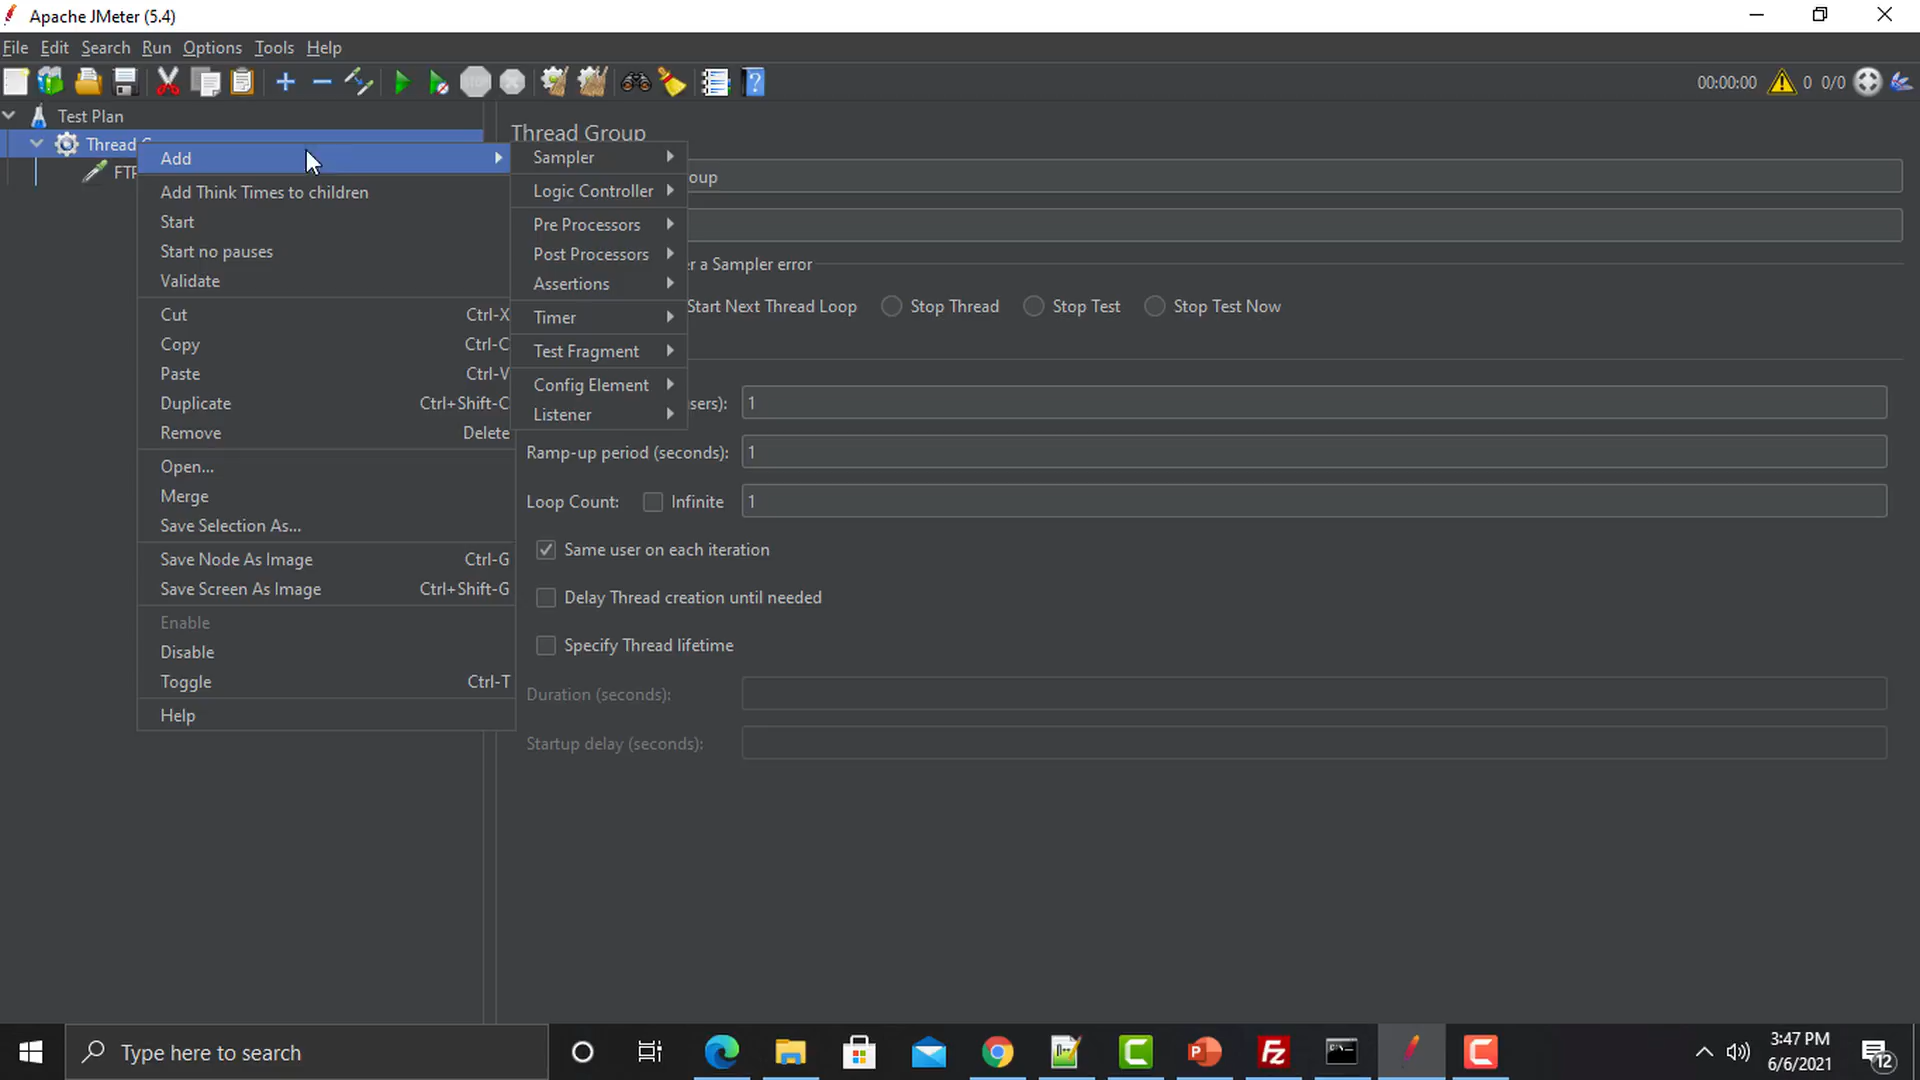 Apache JMeter (5.4)
File Edit Search Run Options Tools Help
00:00:00 0 0/0
Test Plan
Thread
FTP
Add
Add Think Times to children
Start
Start no pauses
Validate
Cut Ctrl-X
Copy Ctrl-C
Paste Ctrl-V
Duplicate Ctrl+Shift-C
Remove Delete
Open...
Merge
Save Selection As...
Save Node As Image Ctrl-G
Save Screen As Image Ctrl+Shift-G
Enable
Disable
Toggle Ctrl-T
Help
Sampler
Logic Controller
Pre Processors
Post Processors
Assertions
Timer
Test Fragment
Config Element
Listener
Thread Group
oup
r a Sampler error
Start Next Thread Loop Stop Thread Stop Test Stop Test Now
sers): 1
Ramp-up period (seconds): 1
Loop Count: Infinite 1
Same user on each iteration
Delay Thread creation until needed
Specify Thread lifetime
Duration (seconds):
Startup delay (seconds):
Type here to search
3:47 PM
6/6/2021
12